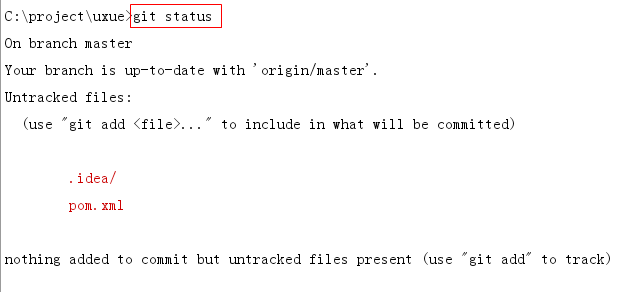 C:\project\uxue>git status
On branch master
Your branch is up-to-date with 'origin/master'.
Untracked files:
(use "git add <file>..." to include in what will be committed)
.idea/
pom.xml
nothing added to commit but untracked files present (use "git add" to track)